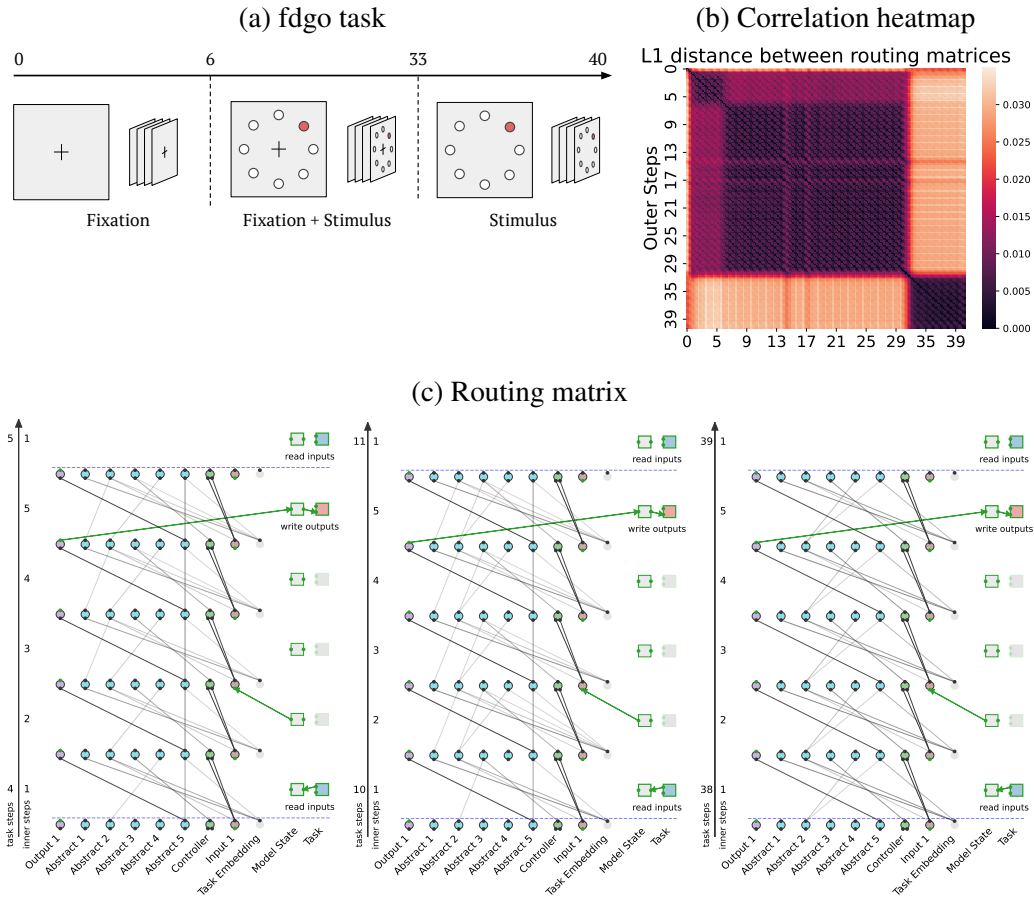 (a) fdgo task
0 6 33 40
Fixation
Fixation + Stimulus
Stimulus
(b) Correlation heatmap
L1 distance between routing matrices
Outer Steps
0
5
9
13
17
21
25
29
35
39
0 5 9 13 17 21 25 29 35 39
0.030
0.025
0.020
0.015
0.010
0.005
0.000
(c) Routing matrix
5 1
read inputs
5
write outputs
4
3
2
4 1
read inputs
task steps
inner steps
Output 1
Abstract 1
Abstract 2
Abstract 3
Abstract 4
Abstract 5
Controller
Input 1
Task Embedding
Model State
Task
11 1
read inputs
5
write outputs
4
3
2
10 1
read inputs
task steps
inner steps
Output 1
Abstract 1
Abstract 2
Abstract 3
Abstract 4
Abstract 5
Controller
Input 1
Task Embedding
Model State
Task
39 1
read inputs
5
write outputs
4
3
2
38 1
read inputs
task steps
inner steps
Output 1
Abstract 1
Abstract 2
Abstract 3
Abstract 4
Abstract 5
Controller
Input 1
Task Embedding
Model State
Task